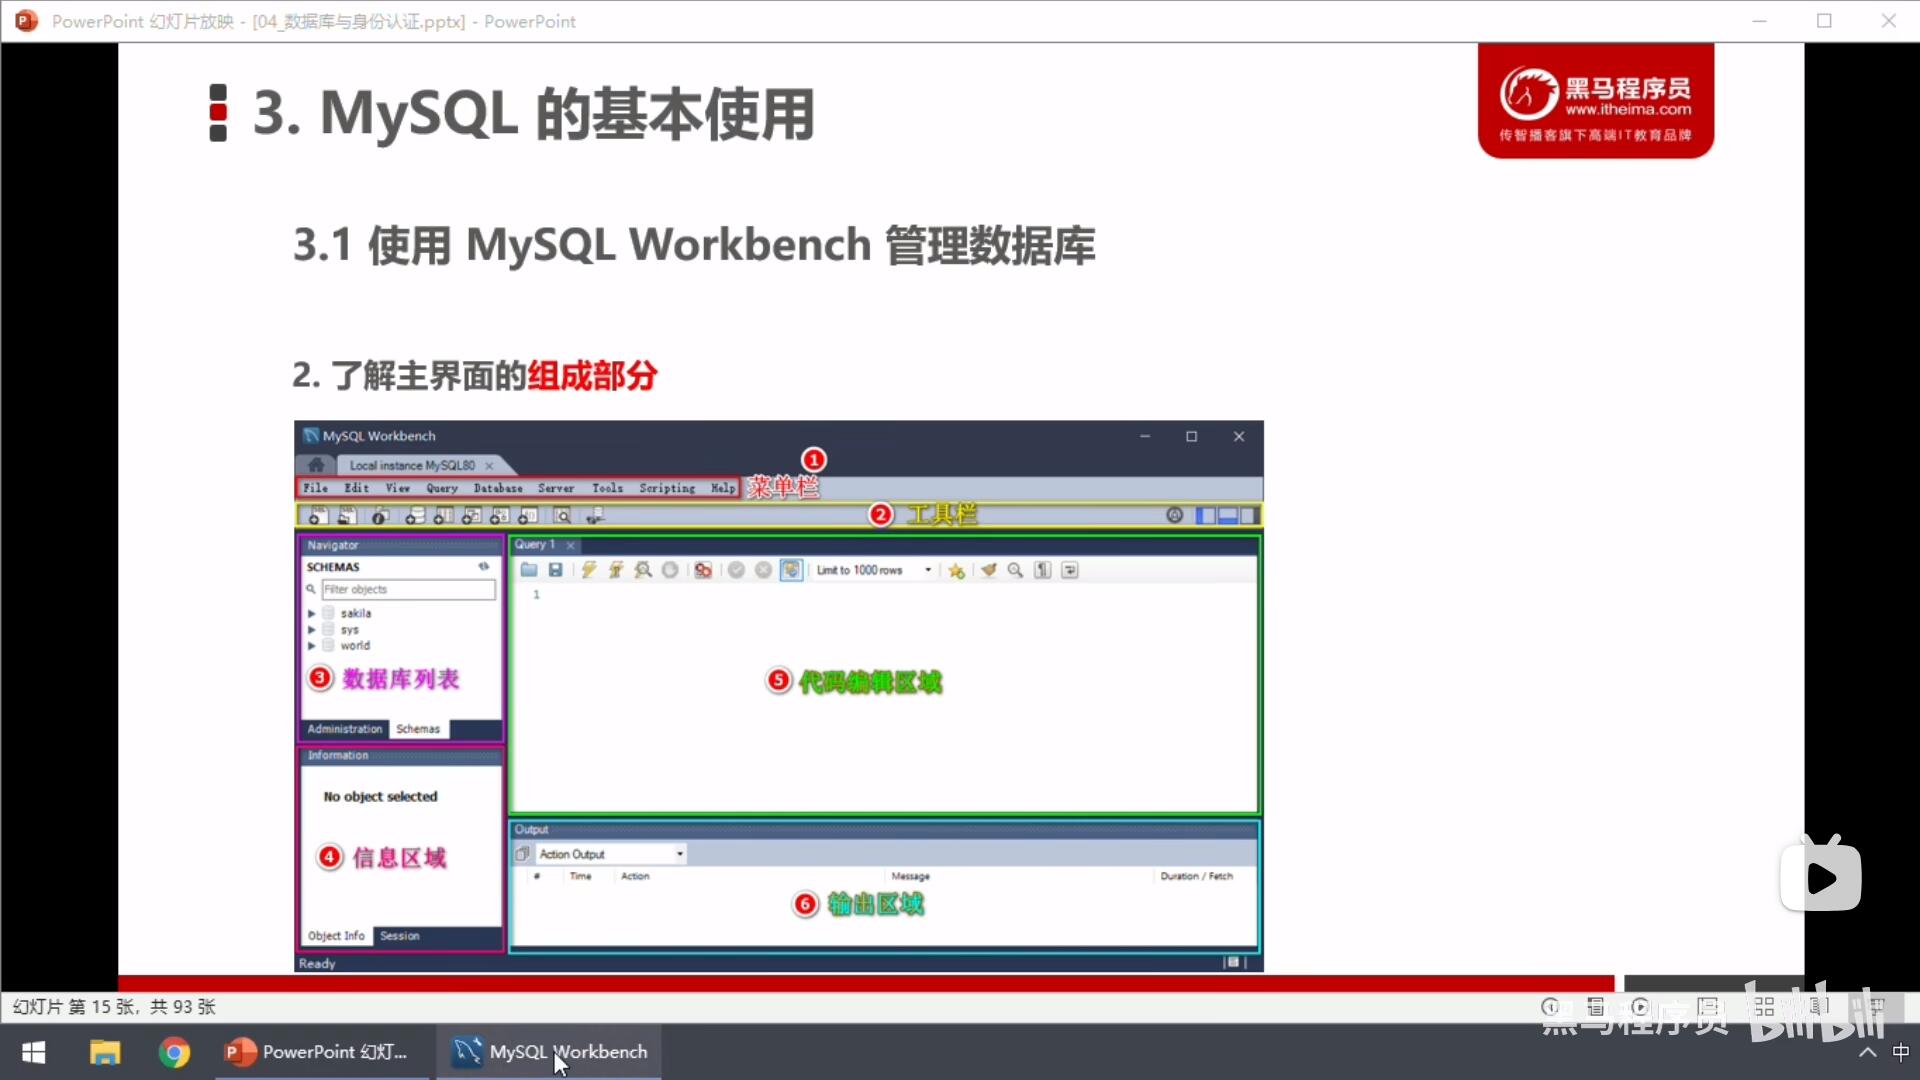 PowerPoint 幻灯片放映 - [04_数据库与身份认证.pptx] - PowerPoint
黑马程序员
www.itheima.com
传智播客旗下高端IT教育品牌
3. MySQL 的基本使用
3.1 使用 MySQL Workbench 管理数据库
2. 了解主界面的组成部分
MySQL Workbench
Local instance MySQL80
1
File Edit View Query Database Server Tools Scripting Help 菜单栏
2 工具栏
Navigator
SCHEMAS
Filter objects
sakila
sys
world
3 数据库列表
Administration Schemas
Information
No object selected
4 信息区域
Object Info Session
Query 1
Limit to 1000 rows
1
5 代码编辑区域
Output
Action Output
# Time Action Message Duration / Fetch
6 输出区域
Ready
幻灯片 第 15 张，共 93 张
黑马程序员 bilibili
PowerPoint 幻灯...
MySQL Workbench
中